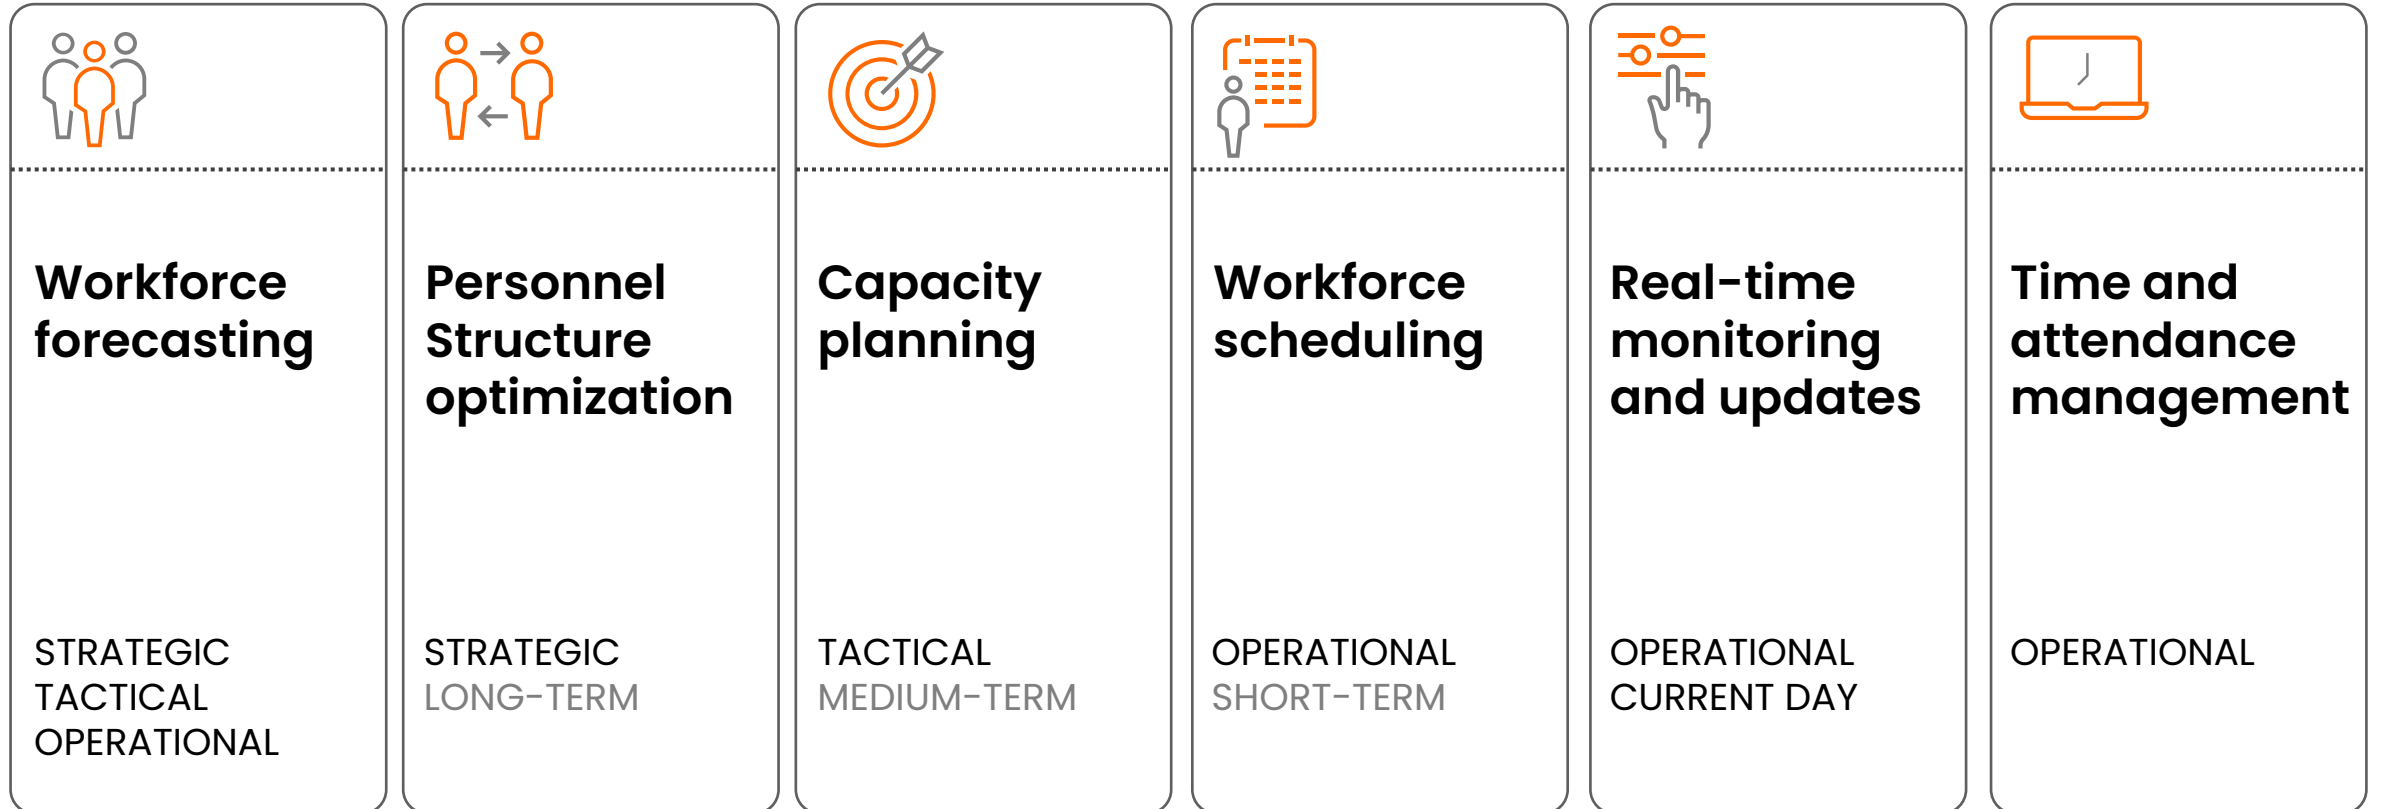 Workforce
forecasting
STRATEGIC
TACTICAL
OPERATIONAL
Personnel
Structure
optimization
STRATEGIC
LONG-TERM
Capacity
planning
TACTICAL
MEDIUM-TERM
Workforce
scheduling
OPERATIONAL
SHORT-TERM
Real-time
monitoring
and updates
OPERATIONAL
CURRENT DAY
Time and
attendance
management
OPERATIONAL